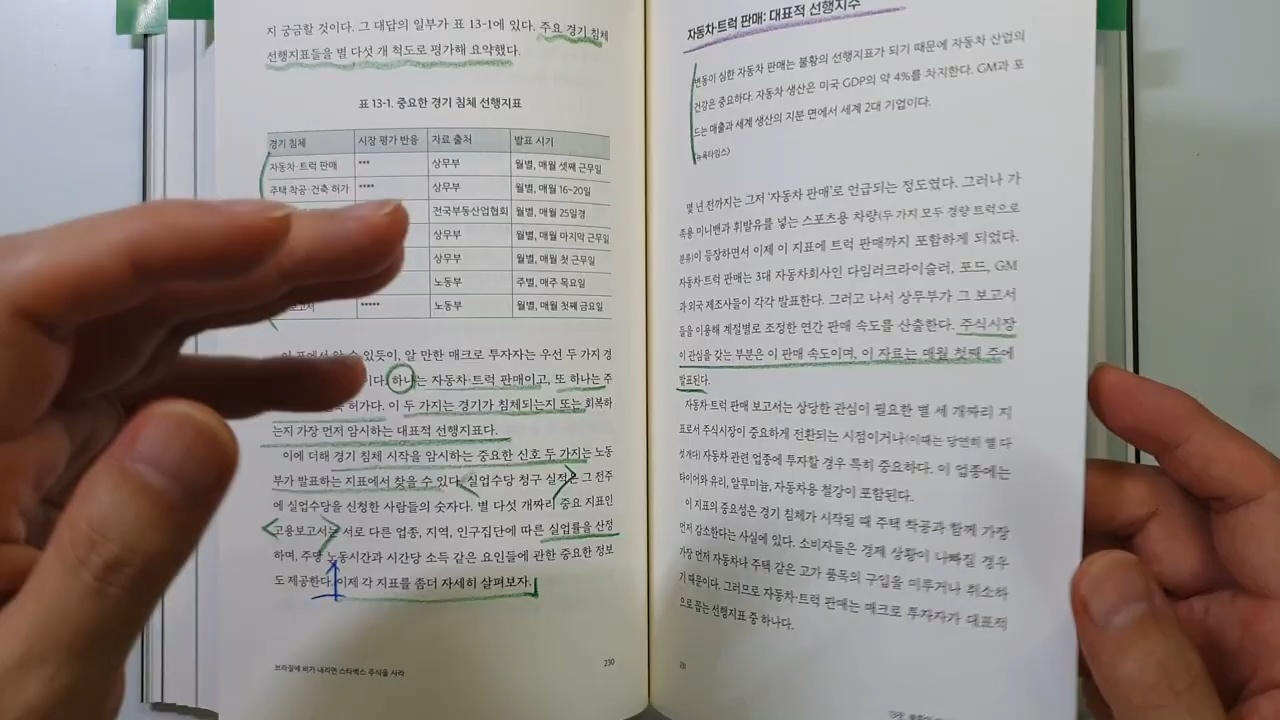 지 궁금할 것이다. 그 대답의 일부가 표 13-1에 있다. 주요 경기 침체
선행지표들을 별 다섯 개 척도로 평가해 요약했다.
표 13-1. 중요한 경기 침체 선행지표
경기 침체 시장 평가 반응 자료 출처 발표 시기
자동차·트럭 판매 *** 상무부 월별, 매월 셋째 근무일
주택 착공·건축 허가 **** 상무부 월별, 매월 16~20일
전국부동산업협회 월별, 매월 25일경
상무부 월별, 매월 마지막 근무일
상무부 월별, 매월 첫 근무일
노동부 주별, 매주 목요일
***** 노동부 월별, 매월 첫째 금요일
이 표에서 알 수 있듯이, 알 만한 매크로 투자자는 우선 두 가지 경
이다. 하나는 자동차·트럭 판매이고, 또 하나는 주
허가다. 이 두 가지는 경기가 침체되는지 또는 회복하
는지 가장 먼저 암시하는 대표적 선행지표다.
이에 더해 경기 침체 시작을 암시하는 중요한 신호 두 가지는 노동
부가 발표하는 지표에서 찾을 수 있다. 실업수당 청구 실적은 그 전주
에 실업수당을 신청한 사람들의 숫자다. 별 다섯 개짜리 중요 지표인
고용보고서는 서로 다른 업종, 지역, 인구집단에 따른 실업률을 산정
하며, 주당 노동시간과 시간당 소득 같은 요인들에 관한 중요한 정보
도 제공한다. 이제 각 지표를 좀더 자세히 살펴보자.
브라질에 비가 내리면 스타벅스 주식을 사라
230
자동차·트럭 판매: 대표적 선행지수
변동이 심한 자동차 판매는 불황의 선행지표가 되기 때문에 자동차 산업의
건강은 중요하다. 자동차 생산은 미국 GDP의 약 4%를 차지한다. GM과 포
드는 매출과 세계 생산의 지분 면에서 세계 2대 기업이다.
(뉴욕타임스)
몇 년 전까지는 그저 '자동차 판매'로 언급되는 정도였다. 그러나 가
족용 미니밴과 휘발유를 넣는 스포츠용 차량(두 가지 모두 경량 트럭으로
분류)이 등장하면서 이제 이 지표에 트럭 판매까지 포함하게 되었다.
자동차·트럭 판매는 3대 자동차회사인 다임러크라이슬러, 포드, GM
과 외국 제조사들이 각각 발표한다. 그러고 나서 상무부가 그 보고서
들을 이용해 계절별로 조정한 연간 판매 속도를 산출한다. 주식시장
이 관심을 갖는 부분은 이 판매 속도이며, 이 자료는 매월 첫째 주에
발표된다.
자동차·트럭 판매 보고서는 상당한 관심이 필요한 별 세 개짜리 지
표로서 주식시장이 중요하게 전환되는 시점이거나(이때는 당연히 별 다
섯 개다) 자동차 관련 업종에 투자할 경우 특히 중요하다. 이 업종에는
타이어와 유리, 알루미늄, 자동차용 철강이 포함된다.
이 지표의 중요성은 경기 침체가 시작될 때 주택 착공과 함께 가장
먼저 감소한다는 사실에 있다. 소비자들은 경제 상황이 나빠질 경우
가장 먼저 자동차나 주택 같은 고가 품목의 구입을 미루거나 취소하
기 때문이다. 그러므로 자동차·트럭 판매는 매크로 투자자가 대표적
으로 꼽는 선행지표 중 하나다.
231